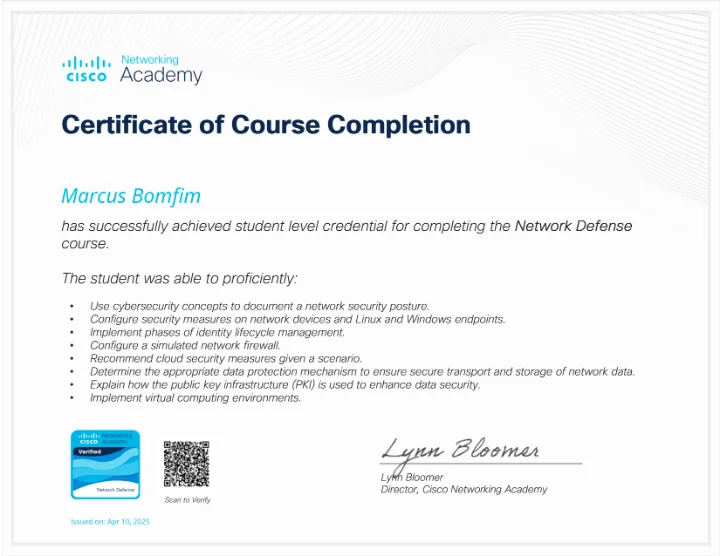 Networking
CISCO Academy
Certificate of Course Completion
Marcus Bomfim
has successfully achieved student level credential for completing the Network Defense
course.
The student was able to proficiently:
• Use cybersecurity concepts to document a network security posture.
• Configure security measures on network devices and Linux and Windows endpoints.
• Implement phases of identity lifecycle management.
• Configure a simulated network firewall.
• Recommend cloud security measures given a scenario.
• Determine the appropriate data protection mechanism to ensure secure transport and storage of network data.
• Explain how the public key infrastructure (PKI) is used to enhance data security.
• Implement virtual computing environments.
Networking
CISCO Academy
Verified
Network Defense
Scan to Verify
Lynn Bloomer
Lynn Bloomer
Director, Cisco Networking Academy
Issued on: Apr 10, 2025